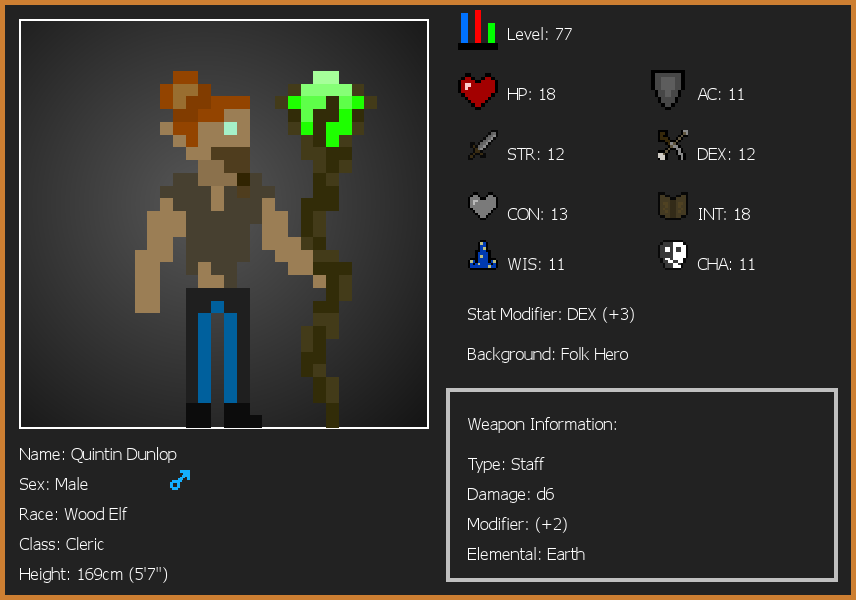 Level: 77
HP: 18
AC: 11
STR: 12
DEX: 12
CON: 13
INT: 18
WIS: 11
CHA: 11
Stat Modifier: DEX (+3)
Background: Folk Hero
Weapon Information:
Type: Staff
Damage: d6
Modifier: (+2)
Elemental: Earth
Name: Quintin Dunlop
Sex: Male
Race: Wood Elf
Class: Cleric
Height: 169cm (5'7")